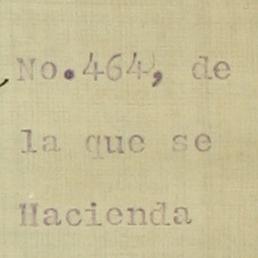 No.464, de
la que se
Hacienda